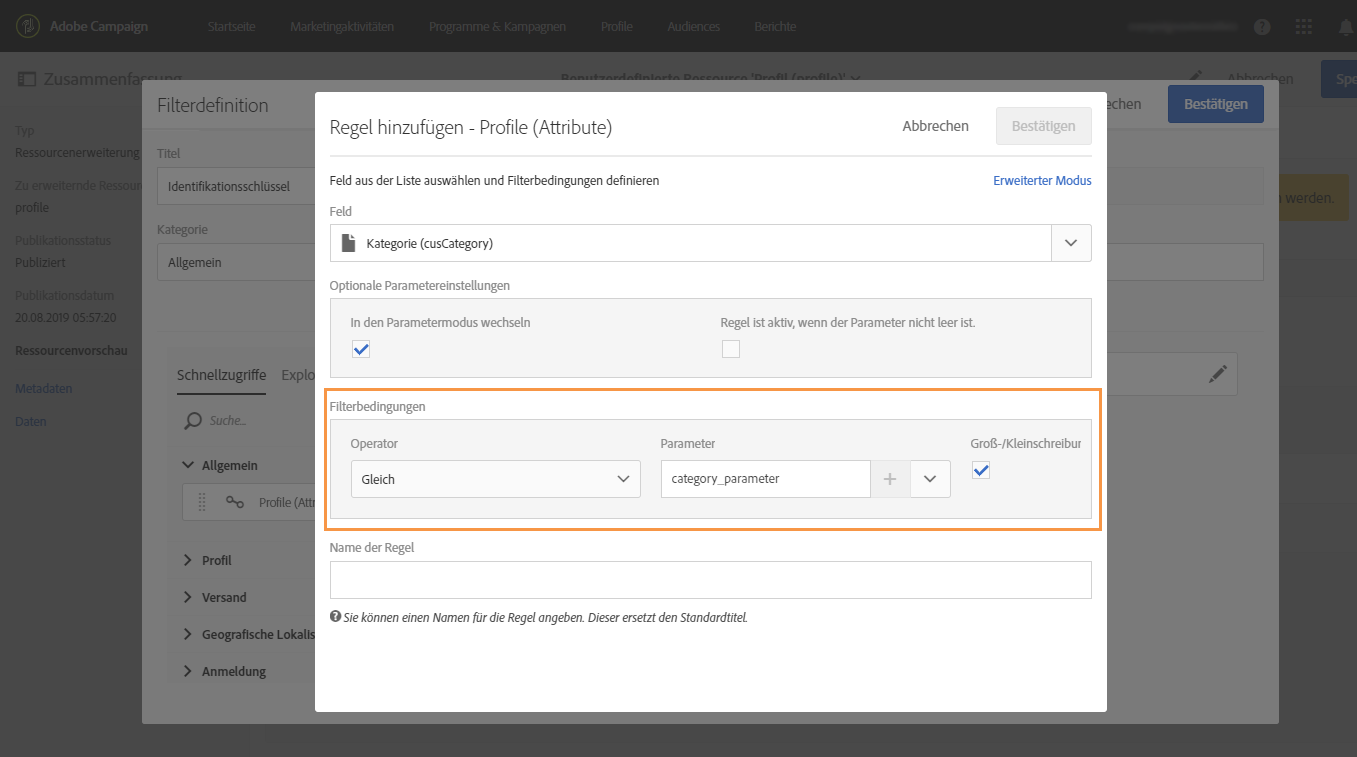 Adobe Campaign
Startseite
Marketingaktivitäten
Programme & Kampagnen
Profile
Audiences
Berichte
Zusammenfassung
Benutzerdefinierte Ressource 'Profil (profile)'
Abbrechen
Spe
Typ
Ressourcenerweiterung
Zu erweiternde Ressour
profile
Publikationsstatus
Publiziert
Publikationsdatum
20.08 2019 05:57:20
Ressourcenvorschau
Metadaten
Daten
Filterdefinition
echen
Bestätigen
Titel
Identifikationsschlüssel
Kategorie
Allgemein
n werden.
Schnellzugriffe
Explo
Suche...
Allgemein
Profile (Attr
Profil
Versand
Geografische Lokalis
Anmeldung
Regel hinzufügen - Profile (Attribute)
Abbrechen
Bestätigen
Feld aus der Liste auswählen und Filterbedingungen definieren
Erweiterter Modus
Feld
Kategorie (cusCategory)
Optionale Parametereinstellungen
In den Parametermodus wechseln
Regel ist aktiv, wenn der Parameter nicht leer ist.
Filterbedingungen
Operator
Parameter
Groß-/Kleinschreibur
Gleich
category_parameter
Name der Regel
Sie können einen Namen für die Regel angeben. Dieser ersetzt den Standardtitel.